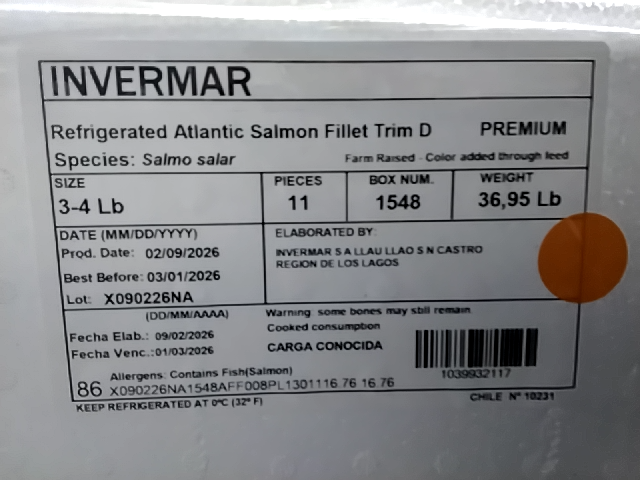 INVERMAR
Refrigerated Atlantic Salmon Fillet Trim D PREMIUM
Species: Salmo salar Farm Raised - Color added through feed
SIZE PIECES BOX NUM. WEIGHT
3-4 Lb 11 1548 36,95 Lb
DATE (MM/DD/YYYY) ELABORATED BY:
Prod. Date: 02/09/2026 INVERMAR S A LLAU LLAO S N CASTRO
Best Before: 03/01/2026 REGION DE LOS LAGOS
Lot: X090226NA
(DD/MM/AAAA) Warning some bones may still remain
Fecha Elab.: 09/02/2026 Cooked consumption
Fecha Venc.: 01/03/2026 CARGA CONOCIDA
Allergens: Contains Fish(Salmon) 1039932117
86 X090226NA1548AFF008PL1301116 76 16.76
KEEP REFRIGERATED AT 0ºC (32º F) CHILE Nº 10231